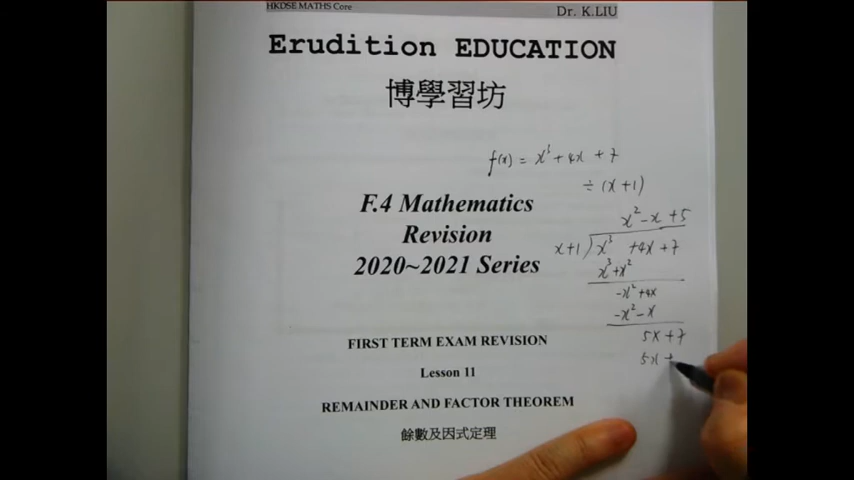 HKDSE MATHS Core
Dr. K.LIU
Erudition EDUCATION
博學習坊
f(x) = x³ + 4x + 7
÷ (x + 1)
F.4 Mathematics
Revision
2020~2021 Series
x² - x + 5
x+1 ) x³ + 4x + 7
x³ + x²
-x² + 4x
-x² - x
5x + 7
5x +
FIRST TERM EXAM REVISION
Lesson 11
REMAINDER AND FACTOR THEOREM
餘數及因式定理